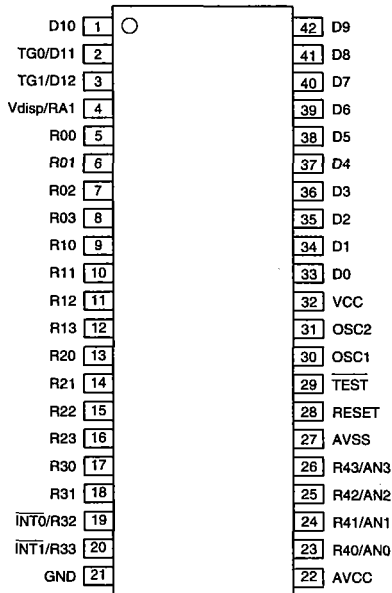 D10 1 42 D9
TG0/D11 2 41 D8
TG1/D12 3 40 D7
Vdisp/RA1 4 39 D6
R00 5 38 D5
R01 6 37 D4
R02 7 36 D3
R03 8 35 D2
R10 9 34 D1
R11 10 33 D0
R12 11 32 VCC
R13 12 31 OSC2
R20 13 30 OSC1
R21 14 29 TEST
R22 15 28 RESET
R23 16 27 AVSS
R30 17 26 R43/AN3
R31 18 25 R42/AN2
INT0/R32 19 24 R41/AN1
INT1/R33 20 23 R40/AN0
GND 21 22 AVCC